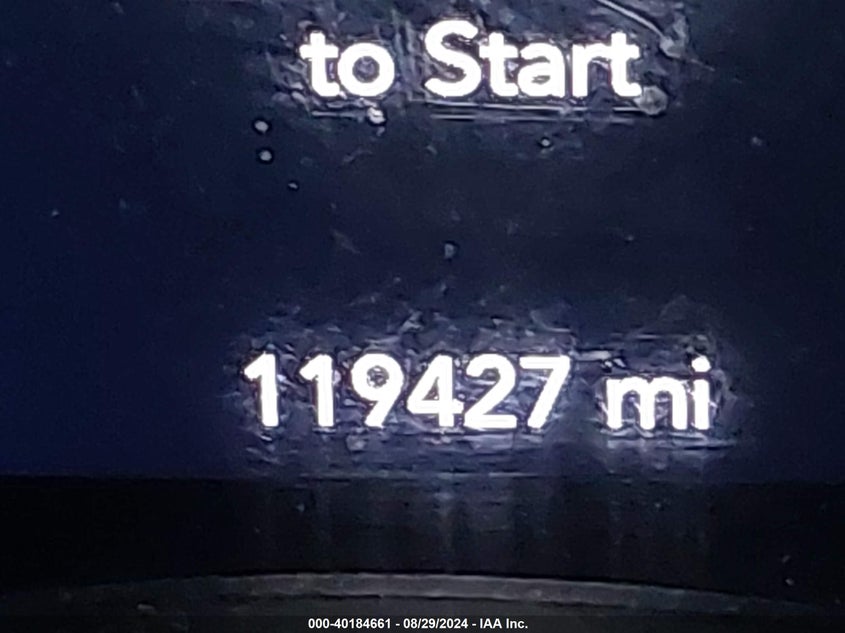 to Start
119427 mi
000-40184661 - 08/29/2024 - IAA Inc.